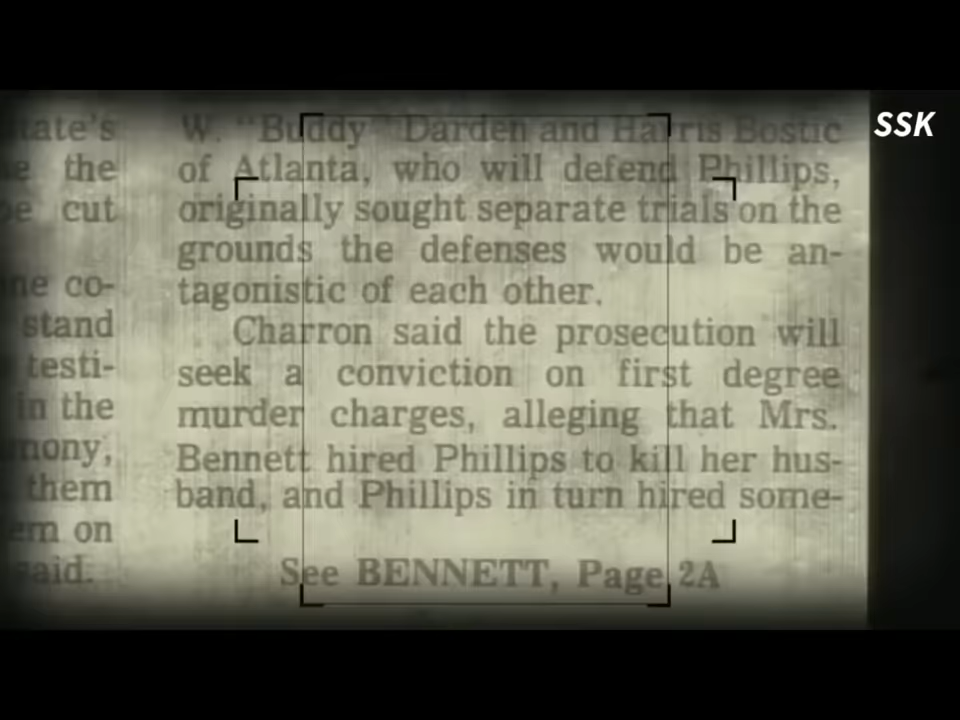 tate's
e the
be cut
ne co-
stand
testi-
in the
mony,
them
em on
said.
W. "Buddy" Darden and Harris Bostic
of Atlanta, who will defend Phillips,
originally sought separate trials on the
grounds the defenses would be an-
tagonistic of each other.
Charron said the prosecution will
seek a conviction on first degree
murder charges, alleging that Mrs.
Bennett hired Phillips to kill her hus-
band, and Phillips in turn hired some-
See BENNETT, Page 2A
SSK